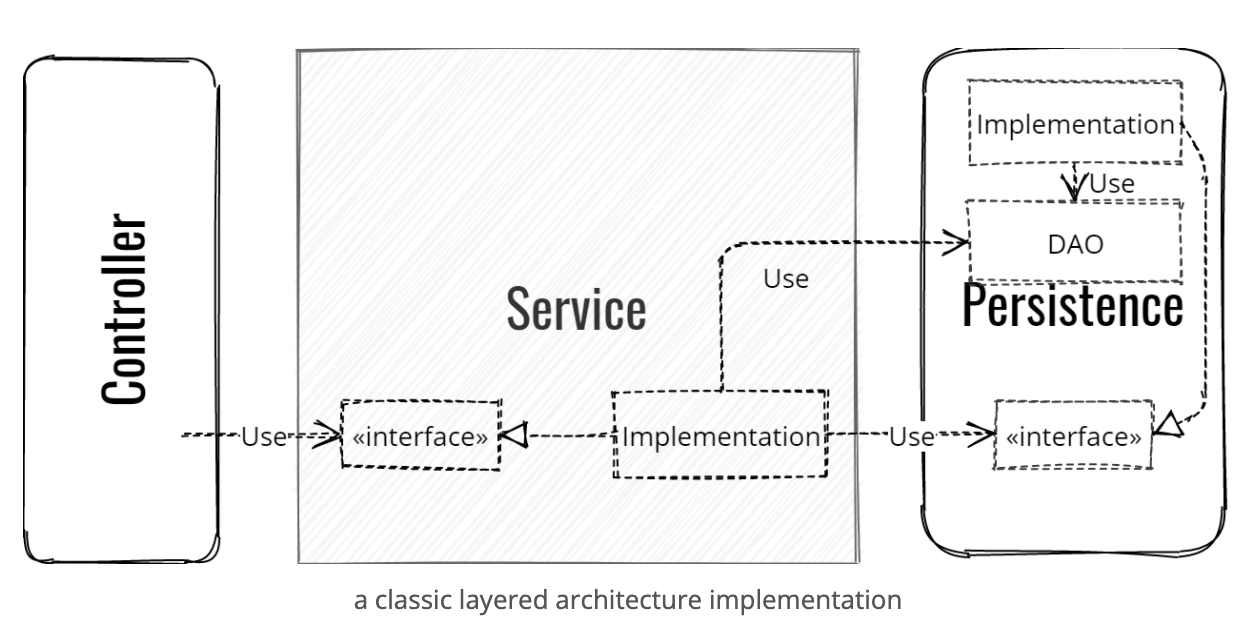 Controller
Use
Service
«interface»
Implementation
Use
Use
Implementation
Use
DAO
Persistence
«interface»
a classic layered architecture implementation